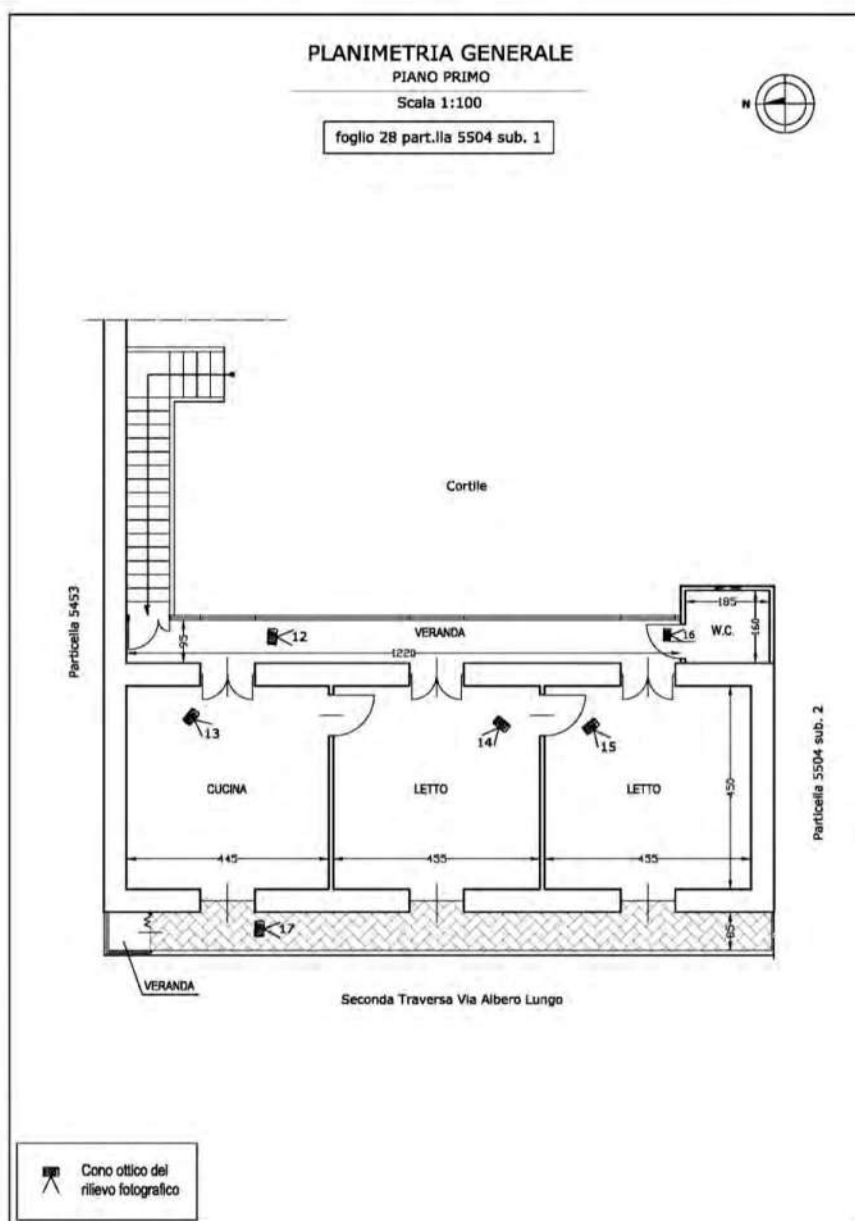 PLANIMETRIA GENERALE
PIANO PRIMO
Scala 1:100
foglio 28 part.lla 5504 sub. 1
N
Cortile
Particella 5453
185
160
W.C.
16
95
12
VERANDA
1220
13
14
15
Particella 5504 sub. 2
CUCINA
LETTO
LETTO
450
445
455
455
17
85
VERANDA
Seconda Traversa Via Albero Lungo
Cono ottico del
rilievo fotografico